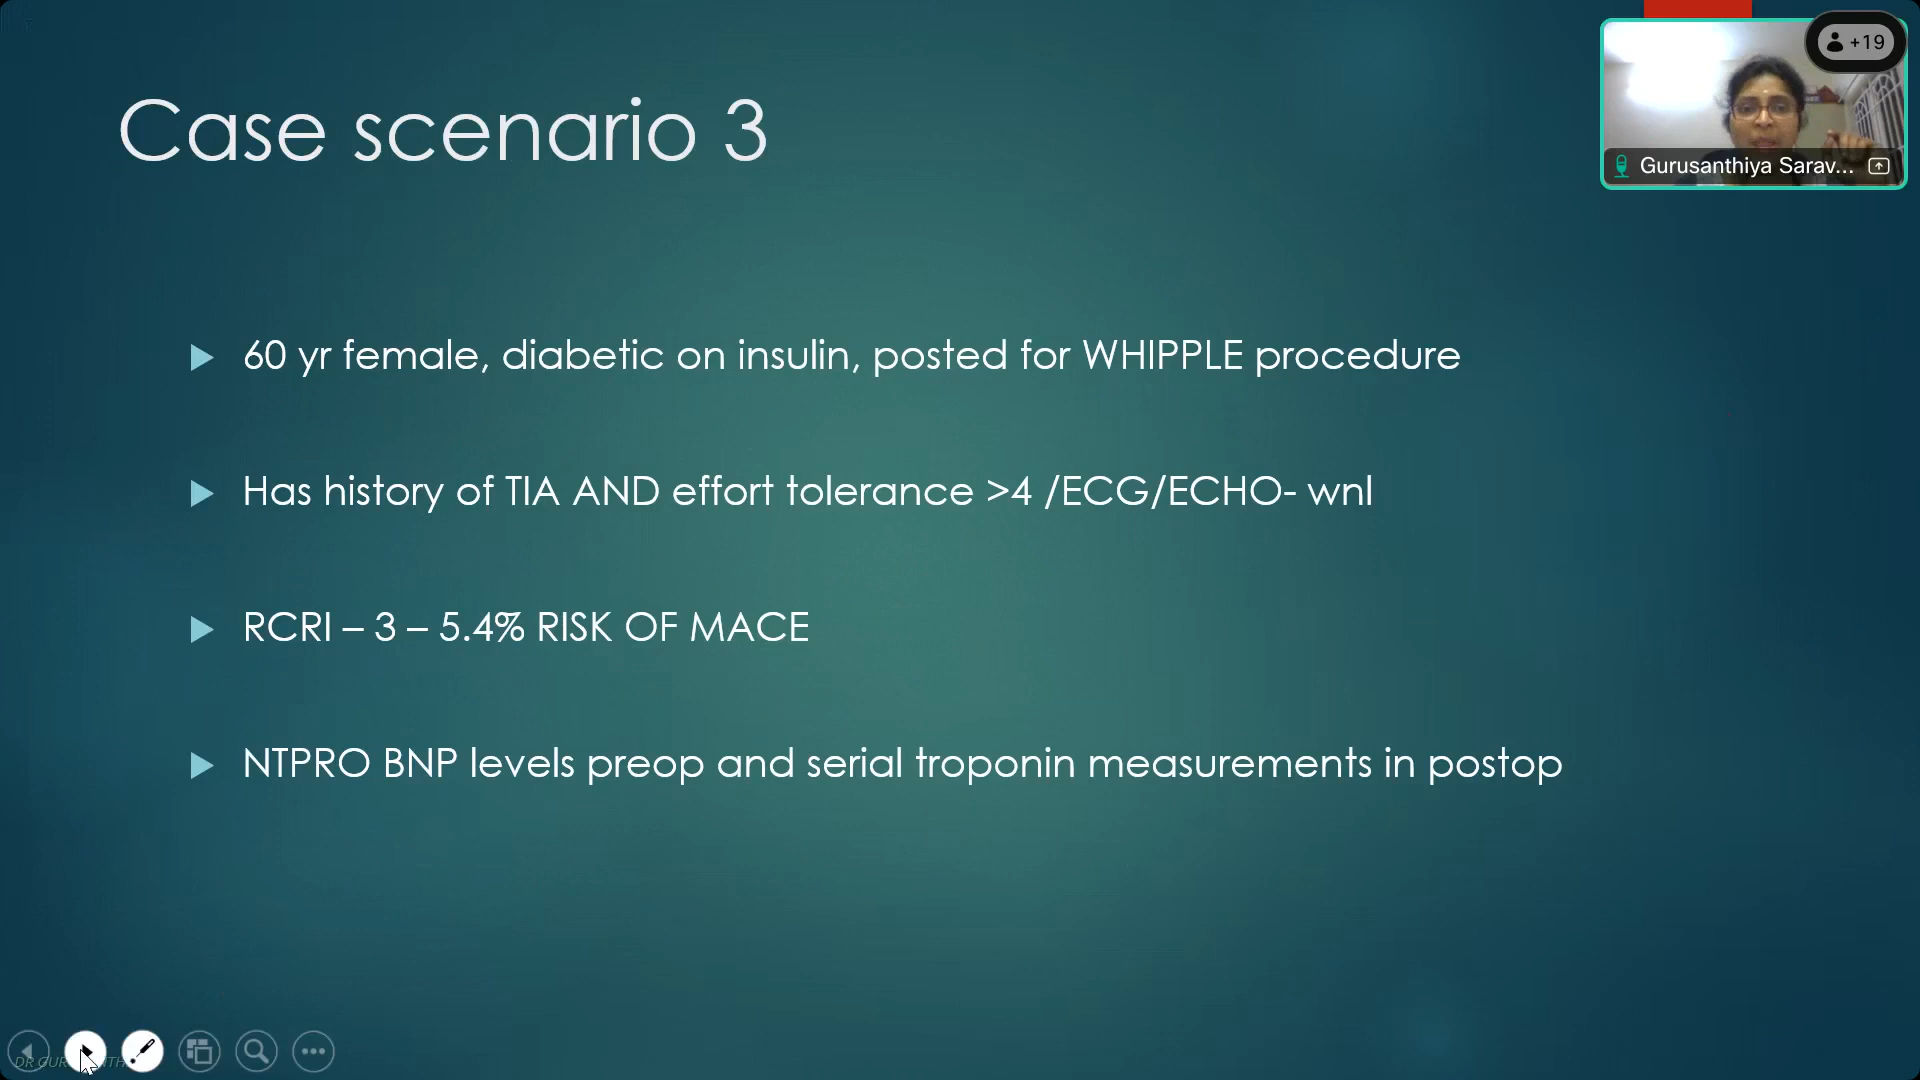 Case scenario 3
+19
Gurusanthiya Sarav...
60 yr female, diabetic on insulin, posted for WHIPPLE procedure
Has history of TIA AND effort tolerance >4 /ECG/ECHO- wnl
RCRI – 3 – 5.4% RISK OF MACE
NTPRO BNP levels preop and serial troponin measurements in postop
DR